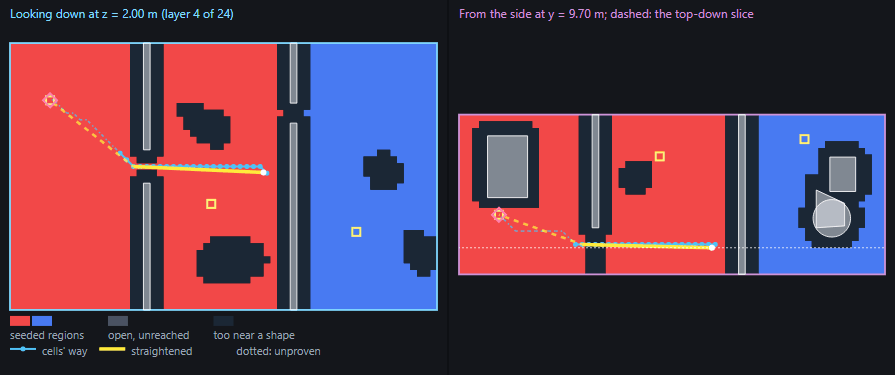 Looking down at z = 2.00 m (layer 4 of 24)
From the side at y = 9.70 m; dashed: the top-down slice
seeded regions
open, unreached
too near a shape
cells' way
straightened
dotted: unproven